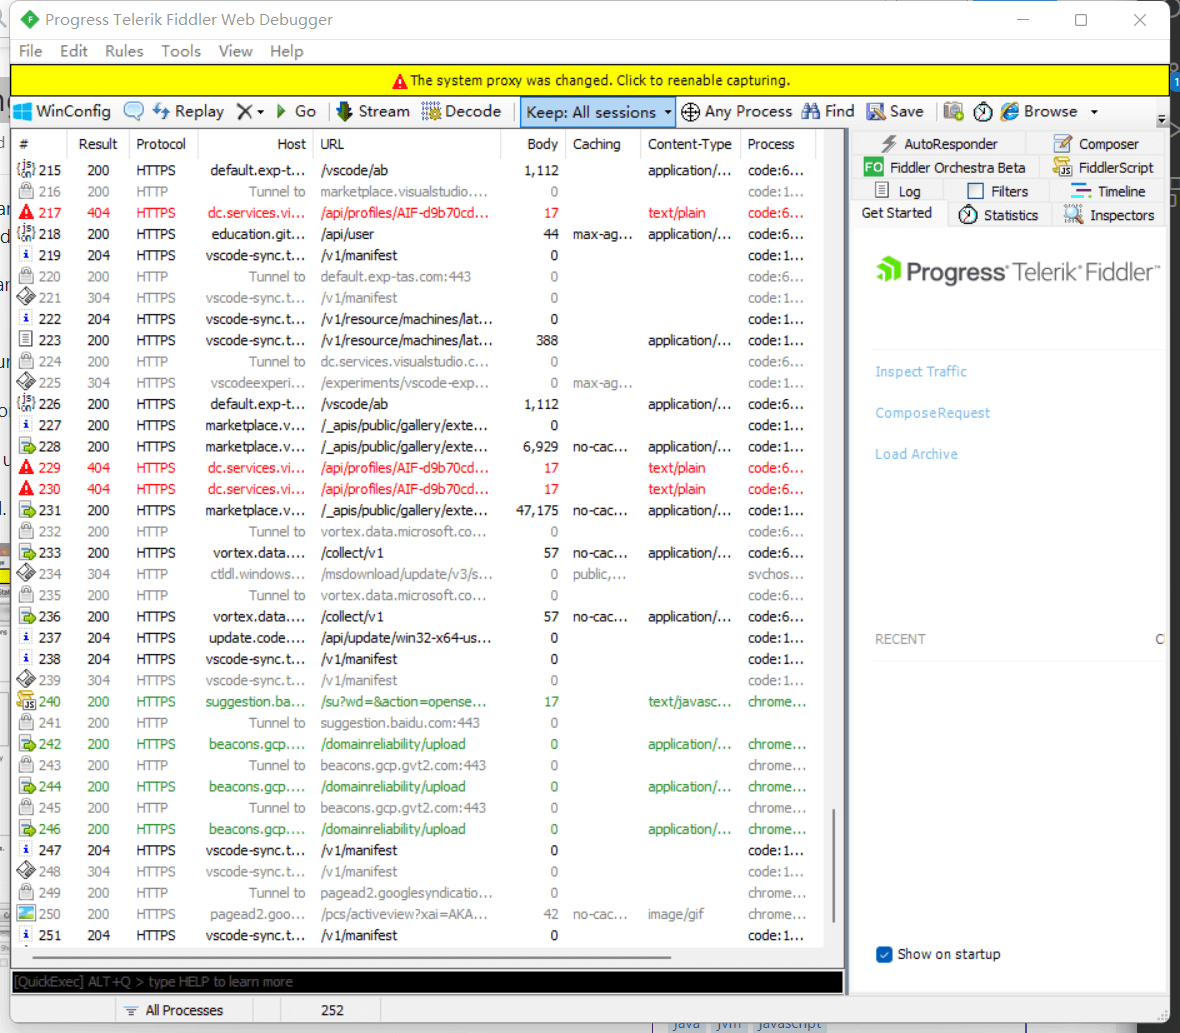 Progress Telerik Fiddler Web Debugger
File Edit Rules Tools View Help
The system proxy was changed. Click to reenable capturing.
WinConfig Replay Go Stream Decode Keep: All sessions Any Process Find Save Browse
# Result Protocol Host URL Body Caching Content-Type Process
215 200 HTTPS default.exp-t... /vscode/ab 1,112 application/... code:6...
216 200 HTTP Tunnel to marketplace.visualstudio.... 0 code:6...
217 404 HTTPS dc.services.vi... /api/profiles/AIF-d9b70cd... 17 text/plain code:6...
218 200 HTTPS education.git... /api/user 44 max-ag... application/... code:6...
219 204 HTTPS vscode-sync.t... /v1/manifest 0 code:1...
220 200 HTTP Tunnel to default.exp-tas.com:443 0 code:6...
221 304 HTTPS vscode-sync.t... /v1/manifest 0 code:1...
222 204 HTTPS vscode-sync.t... /v1/resource/machines/lat... 0 code:1...
223 200 HTTPS vscode-sync.t... /v1/resource/machines/lat... 388 application/... code:1...
224 200 HTTP Tunnel to dc.services.visualstudio.c... 0 code:6...
225 304 HTTPS vscodeexperi... /experiments/vscode-exp... 0 max-ag... code:1...
226 200 HTTPS default.exp-t... /vscode/ab 1,112 application/... code:6...
227 200 HTTPS marketplace.v... /_apis/public/gallery/exte... 0 code:1...
228 200 HTTPS marketplace.v... /_apis/public/gallery/exte... 6,929 no-cac... application/... code:1...
229 404 HTTPS dc.services.vi... /api/profiles/AIF-d9b70cd... 17 text/plain code:6...
230 404 HTTPS dc.services.vi... /api/profiles/AIF-d9b70cd... 17 text/plain code:6...
231 200 HTTPS marketplace.v... /_apis/public/gallery/exte... 47,175 no-cac... application/... code:1...
232 200 HTTP Tunnel to vortex.data.microsoft.co... 0 code:6...
233 200 HTTPS vortex.data.... /collect/v1 57 no-cac... application/... code:6...
234 304 HTTP ctldl.windows... /msdownload/update/v3/s... 0 public,... svchos...
235 200 HTTP Tunnel to vortex.data.microsoft.co... 0 code:6...
236 200 HTTPS vortex.data.... /collect/v1 57 no-cac... application/... code:6...
237 204 HTTPS update.code.... /api/update/win32-x64-us... 0 code:1...
238 204 HTTPS vscode-sync.t... /v1/manifest 0 code:1...
239 304 HTTPS vscode-sync.t... /v1/manifest 0 code:1...
240 200 HTTPS suggestion.ba... /su?wd=&action=opense... 17 text/javasc... chrome...
241 200 HTTP Tunnel to suggestion.baidu.com:443 0 chrome...
242 200 HTTPS beacons.gcp.... /domainreliability/upload 0 application/... chrome...
243 200 HTTP Tunnel to beacons.gcp.gvt2.com:443 0 chrome...
244 200 HTTPS beacons.gcp.... /domainreliability/upload 0 application/... chrome...
245 200 HTTP Tunnel to beacons.gcp.gvt2.com:443 0 chrome...
246 200 HTTPS beacons.gcp.... /domainreliability/upload 0 application/... chrome...
247 204 HTTPS vscode-sync.t... /v1/manifest 0 code:1...
248 304 HTTPS vscode-sync.t... /v1/manifest 0 code:1...
249 200 HTTP Tunnel to pagead2.googlesyndicatio... 0 chrome...
250 200 HTTPS pagead2.goo... /pcs/activeview?xai=AKA... 42 no-cac... image/gif chrome...
251 204 HTTPS vscode-sync.t... /v1/manifest 0 code:1...
[QuickExec] ALT+Q > type HELP to learn more
All Processes 252
AutoResponder Composer
FO Fiddler Orchestra Beta FiddlerScript
Log Filters Timeline
Get Started Statistics Inspectors
Progress Telerik Fiddler™
Inspect Traffic
ComposeRequest
Load Archive
RECENT
Show on startup
java jvm javascript